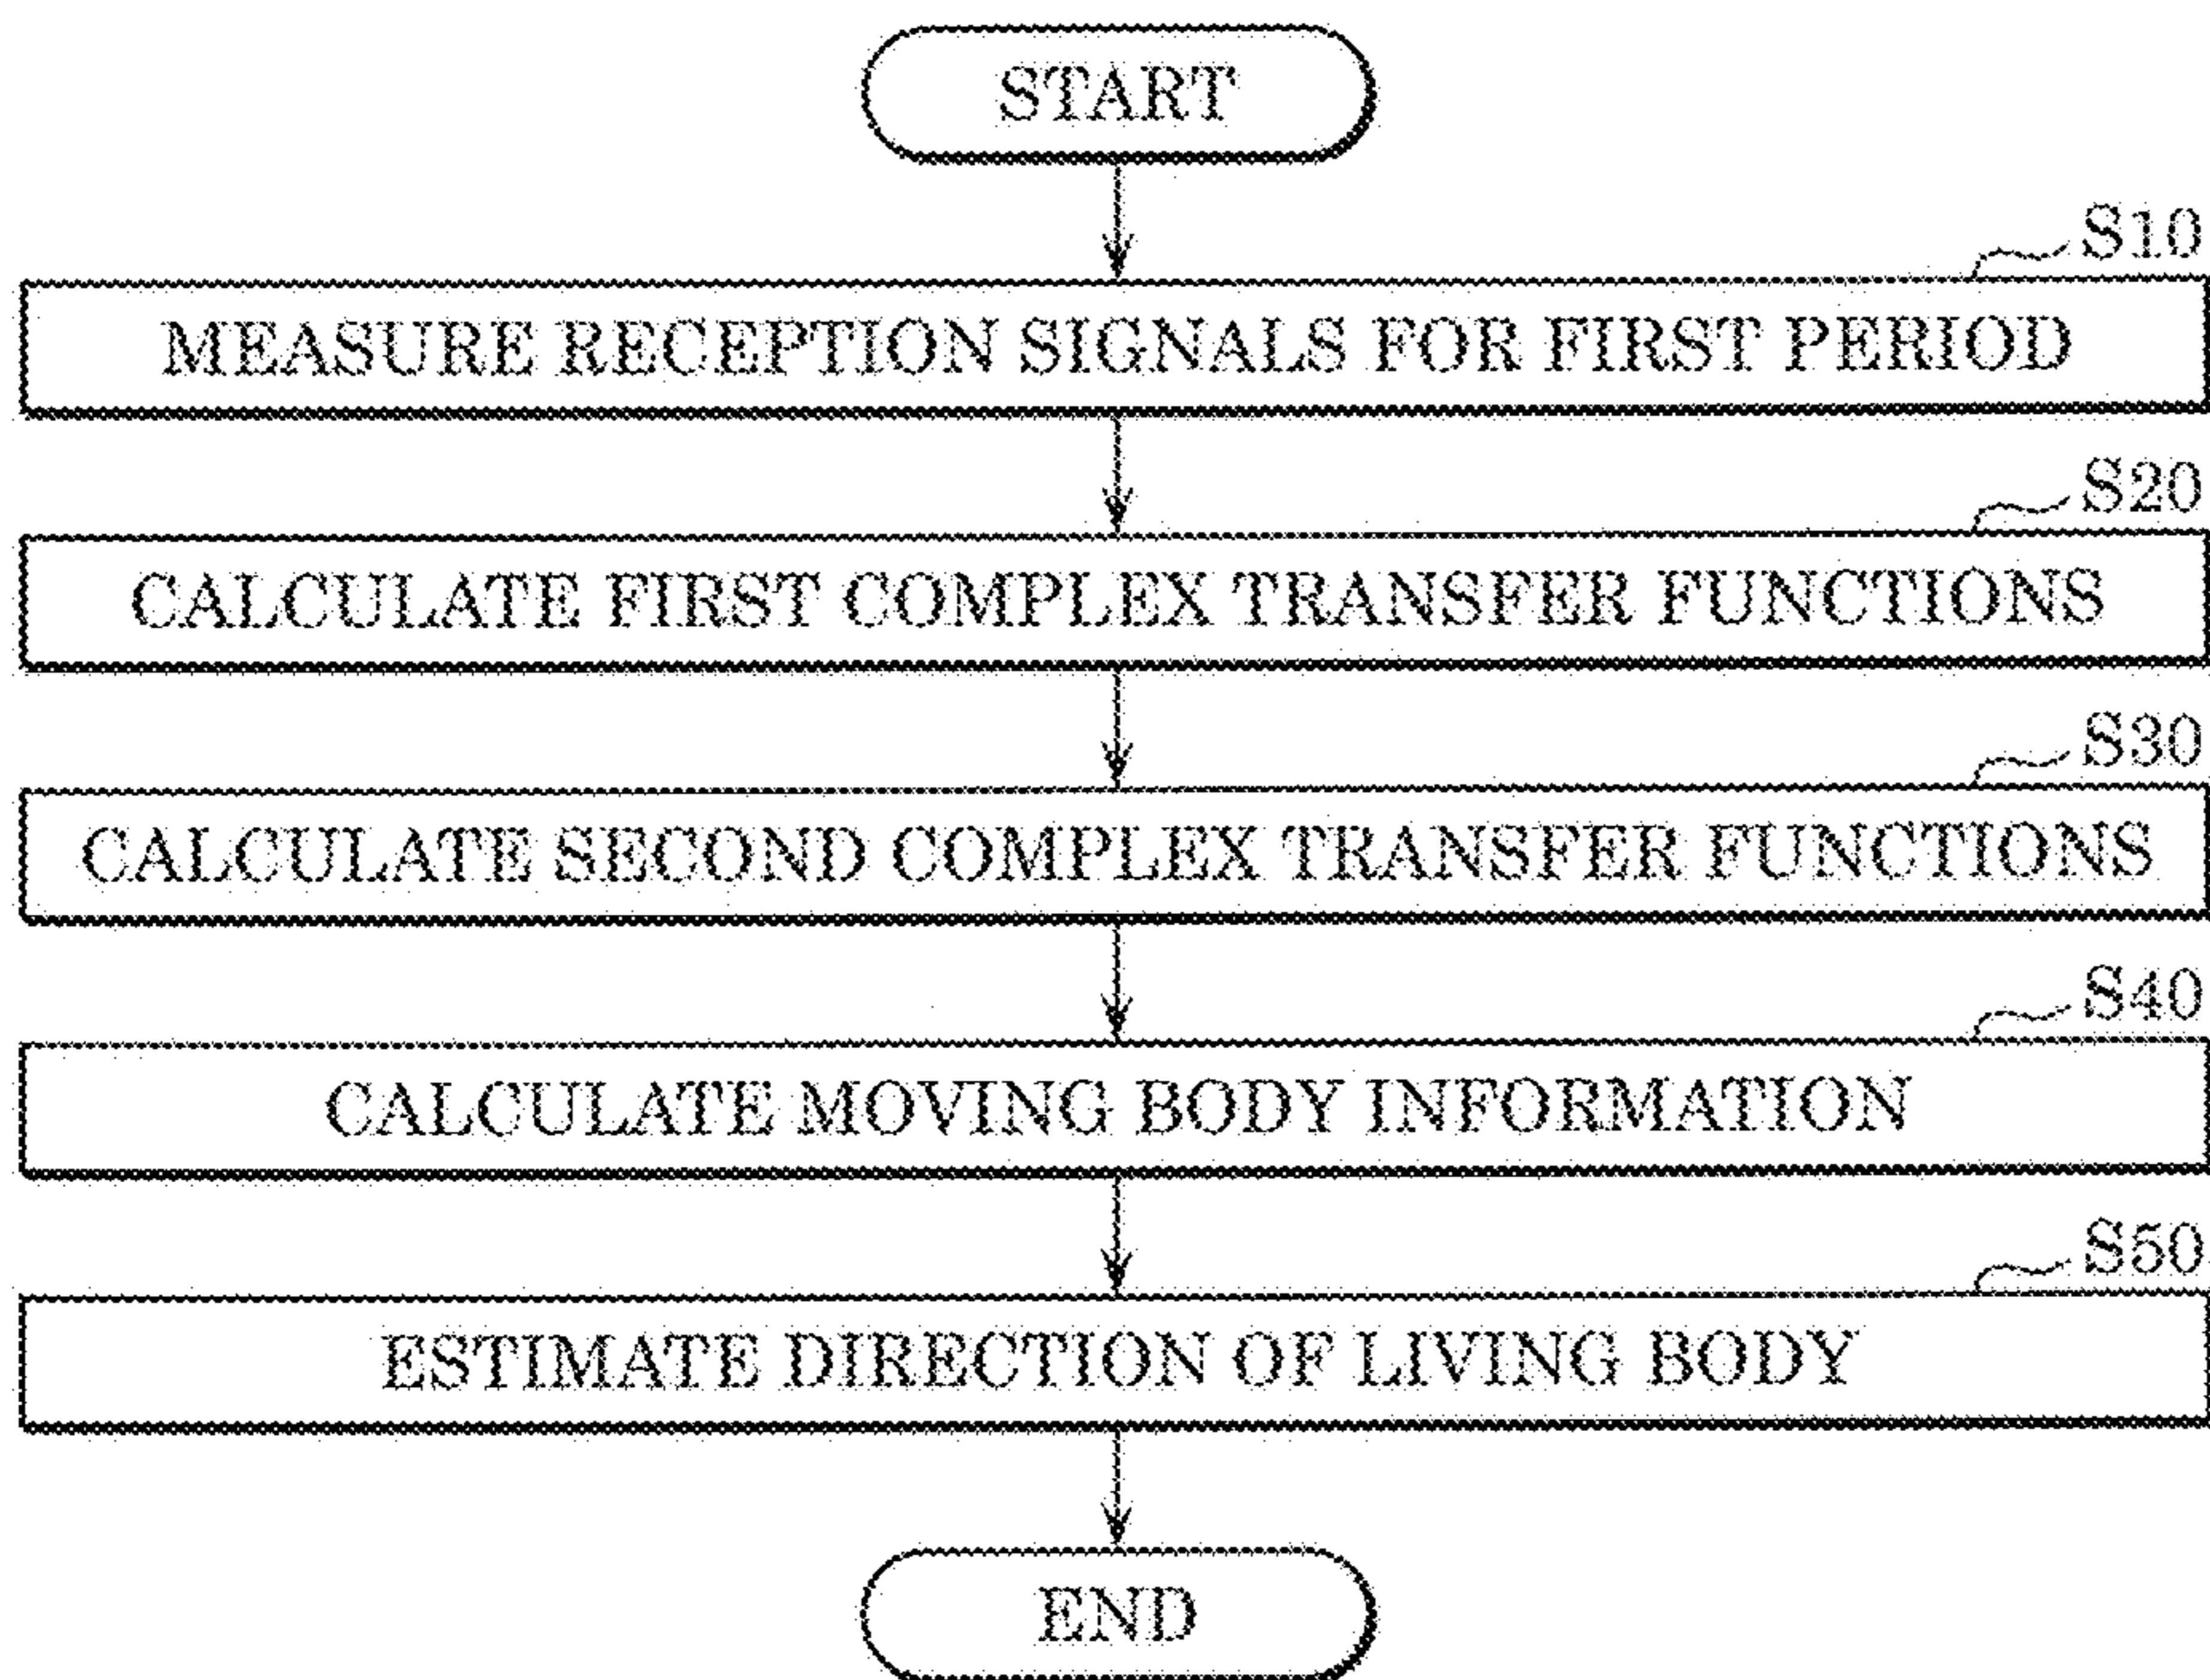 START
S10
MEASURE RECEPTION SIGNALS FOR FIRST PERIOD
S20
CALCULATE FIRST COMPLEX TRANSFER FUNCTIONS
S30
CALCULATE SECOND COMPLEX TRANSFER FUNCTIONS
S40
CALCULATE MOVING BODY INFORMATION
S50
ESTIMATE DIRECTION OF LIVING BODY
END